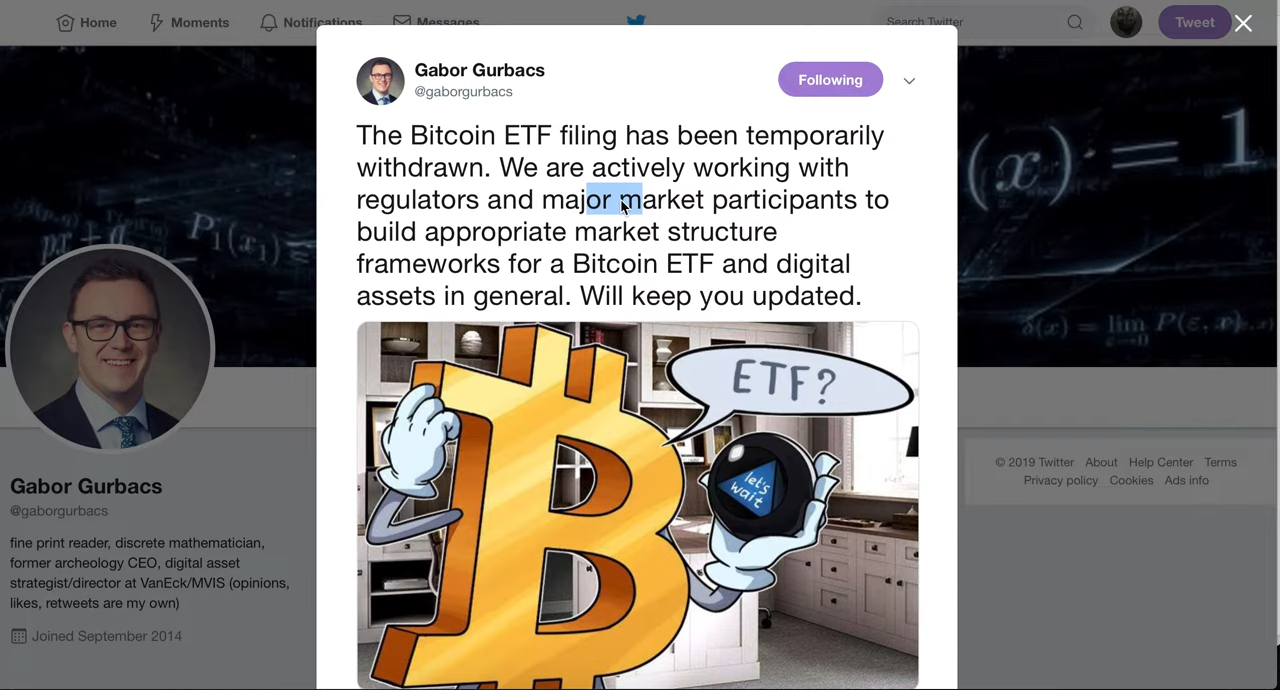 Home
Moments
Notifications
Messages
Search Twitter
Tweet
Gabor Gurbacs
@gaborgurbacs
Following
The Bitcoin ETF filing has been temporarily
withdrawn. We are actively working with
regulators and major market participants to
build appropriate market structure
frameworks for a Bitcoin ETF and digital
assets in general. Will keep you updated.
ETF?
let's
wait
(x) = 1
P₁(x₁)
Gabor Gurbacs
@gaborgurbacs
fine print reader, discrete mathematician,
former archeology CEO, digital asset
strategist/director at VanEck/MVIS (opinions,
likes, retweets are my own)
Joined September 2014
© 2019 Twitter About Help Center Terms
Privacy policy Cookies Ads info